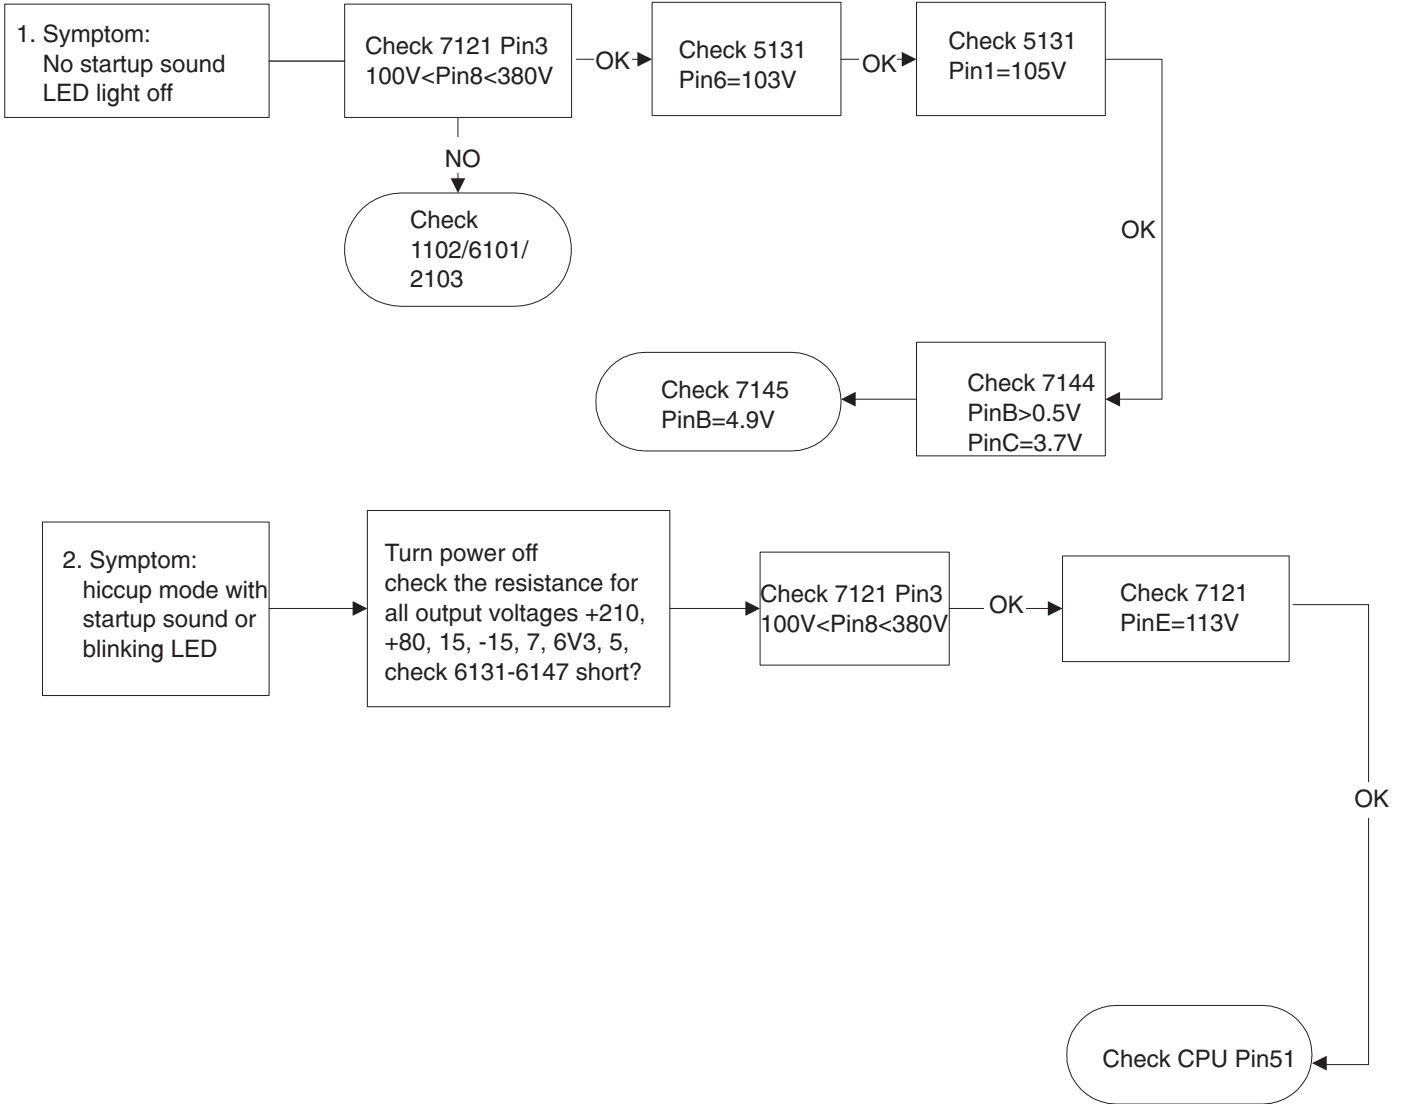 1. Symptom:
No startup sound
LED light off
Check 7121 Pin3
100V<Pin8<380V
OK
Check 5131
Pin6=103V
OK
Check 5131
Pin1=105V
NO
Check
1102/6101/
2103
OK
Check 7144
PinB>0.5V
PinC=3.7V
Check 7145
PinB=4.9V
2. Symptom:
hiccup mode with
startup sound or
blinking LED
Turn power off
check the resistance for
all output voltages +210,
+80, 15, -15, 7, 6V3, 5,
check 6131-6147 short?
Check 7121 Pin3
100V<Pin8<380V
OK
Check 7121
PinE=113V
OK
Check CPU Pin51